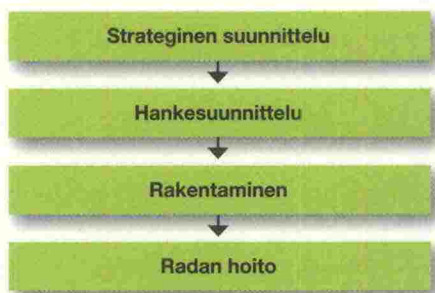 Strateginen suunnittelu
Hankesuunnittelu
Rakentaminen
Radan hoito